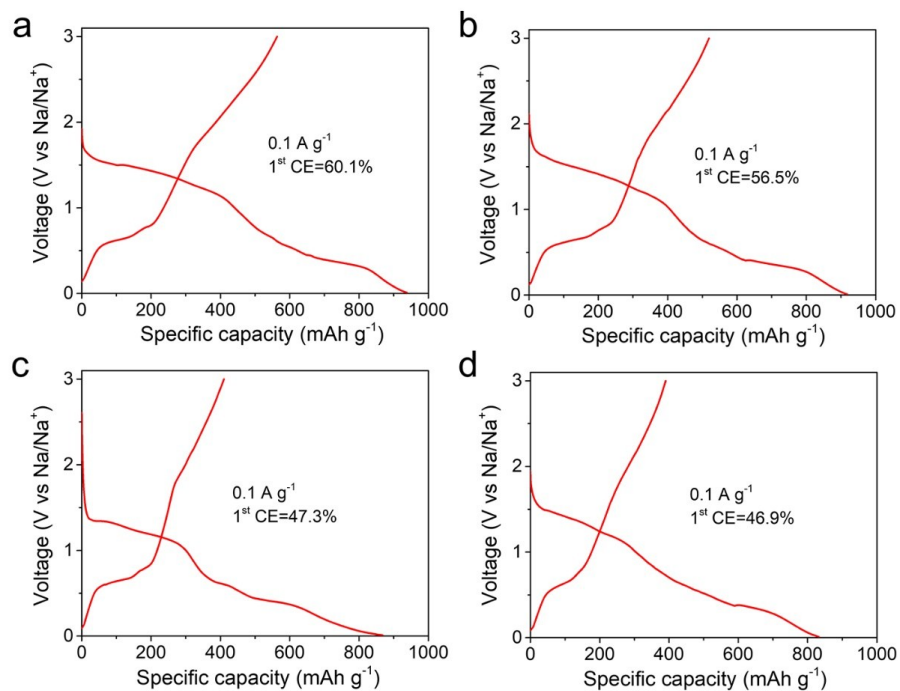 a
3
2
1
0
Voltage (V vs Na/Na⁺)
0.1 A g⁻¹
1ˢᵗ CE=60.1%
0 200 400 600 800 1000
Specific capacity (mAh g⁻¹)
b
3
2
1
0
Voltage (V vs Na/Na⁺)
0.1 A g⁻¹
1ˢᵗ CE=56.5%
0 200 400 600 800 1000
Specific capacity (mAh g⁻¹)
c
3
2
1
0
Voltage (V vs Na/Na⁺)
0.1 A g⁻¹
1ˢᵗ CE=47.3%
0 200 400 600 800 1000
Specific capacity (mAh g⁻¹)
d
3
2
1
0
Voltage (V vs Na/Na⁺)
0.1 A g⁻¹
1ˢᵗ CE=46.9%
0 200 400 600 800 1000
Specific capacity (mAh g⁻¹)